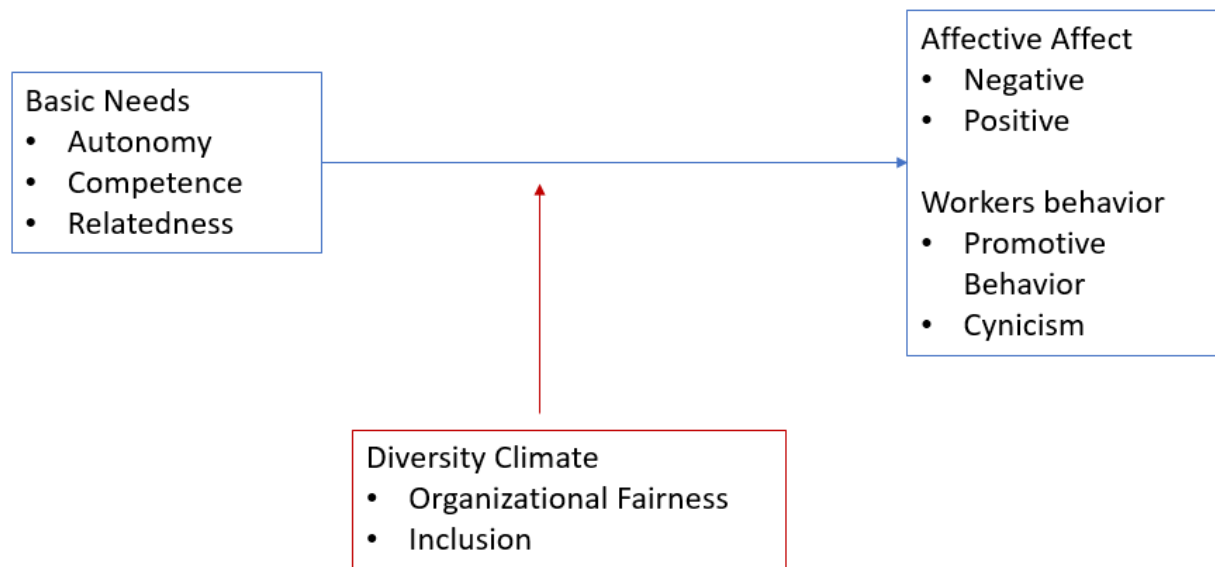 Basic Needs
• Autonomy
• Competence
• Relatedness
Affective Affect
• Negative
• Positive
Workers behavior
• Promotive
Behavior
• Cynicism
Diversity Climate
• Organizational Fairness
• Inclusion